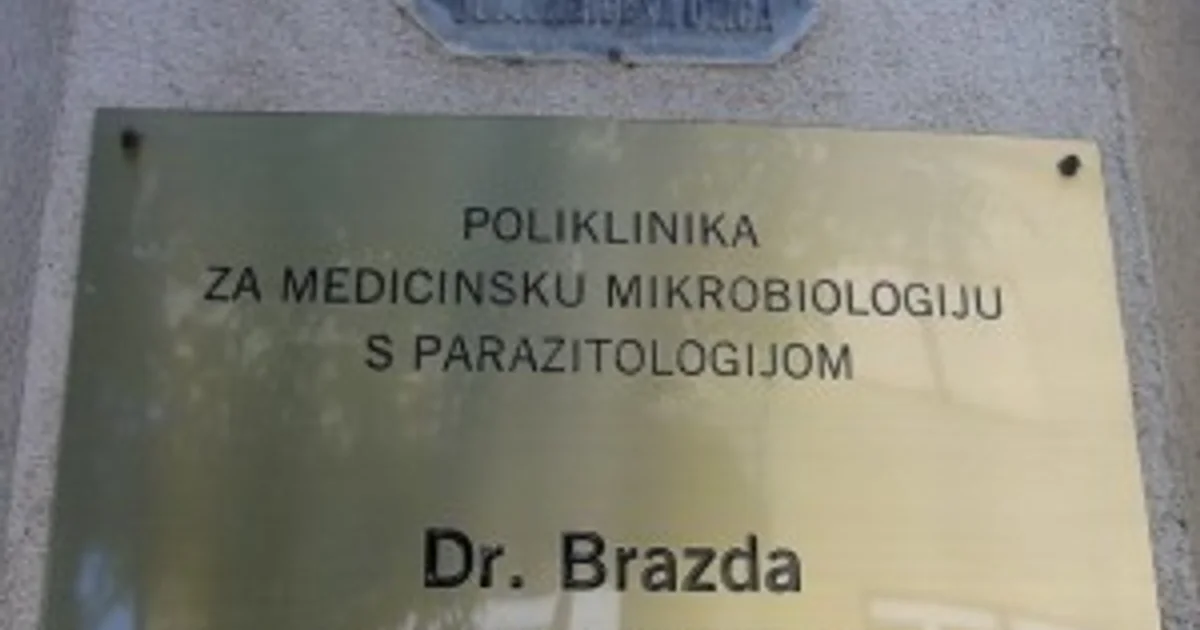 POLIKLINIKA
ZA MEDICINSKU MIKROBIOLOGIJU
S PARAZITOLOGIJOM
Dr. Brazda